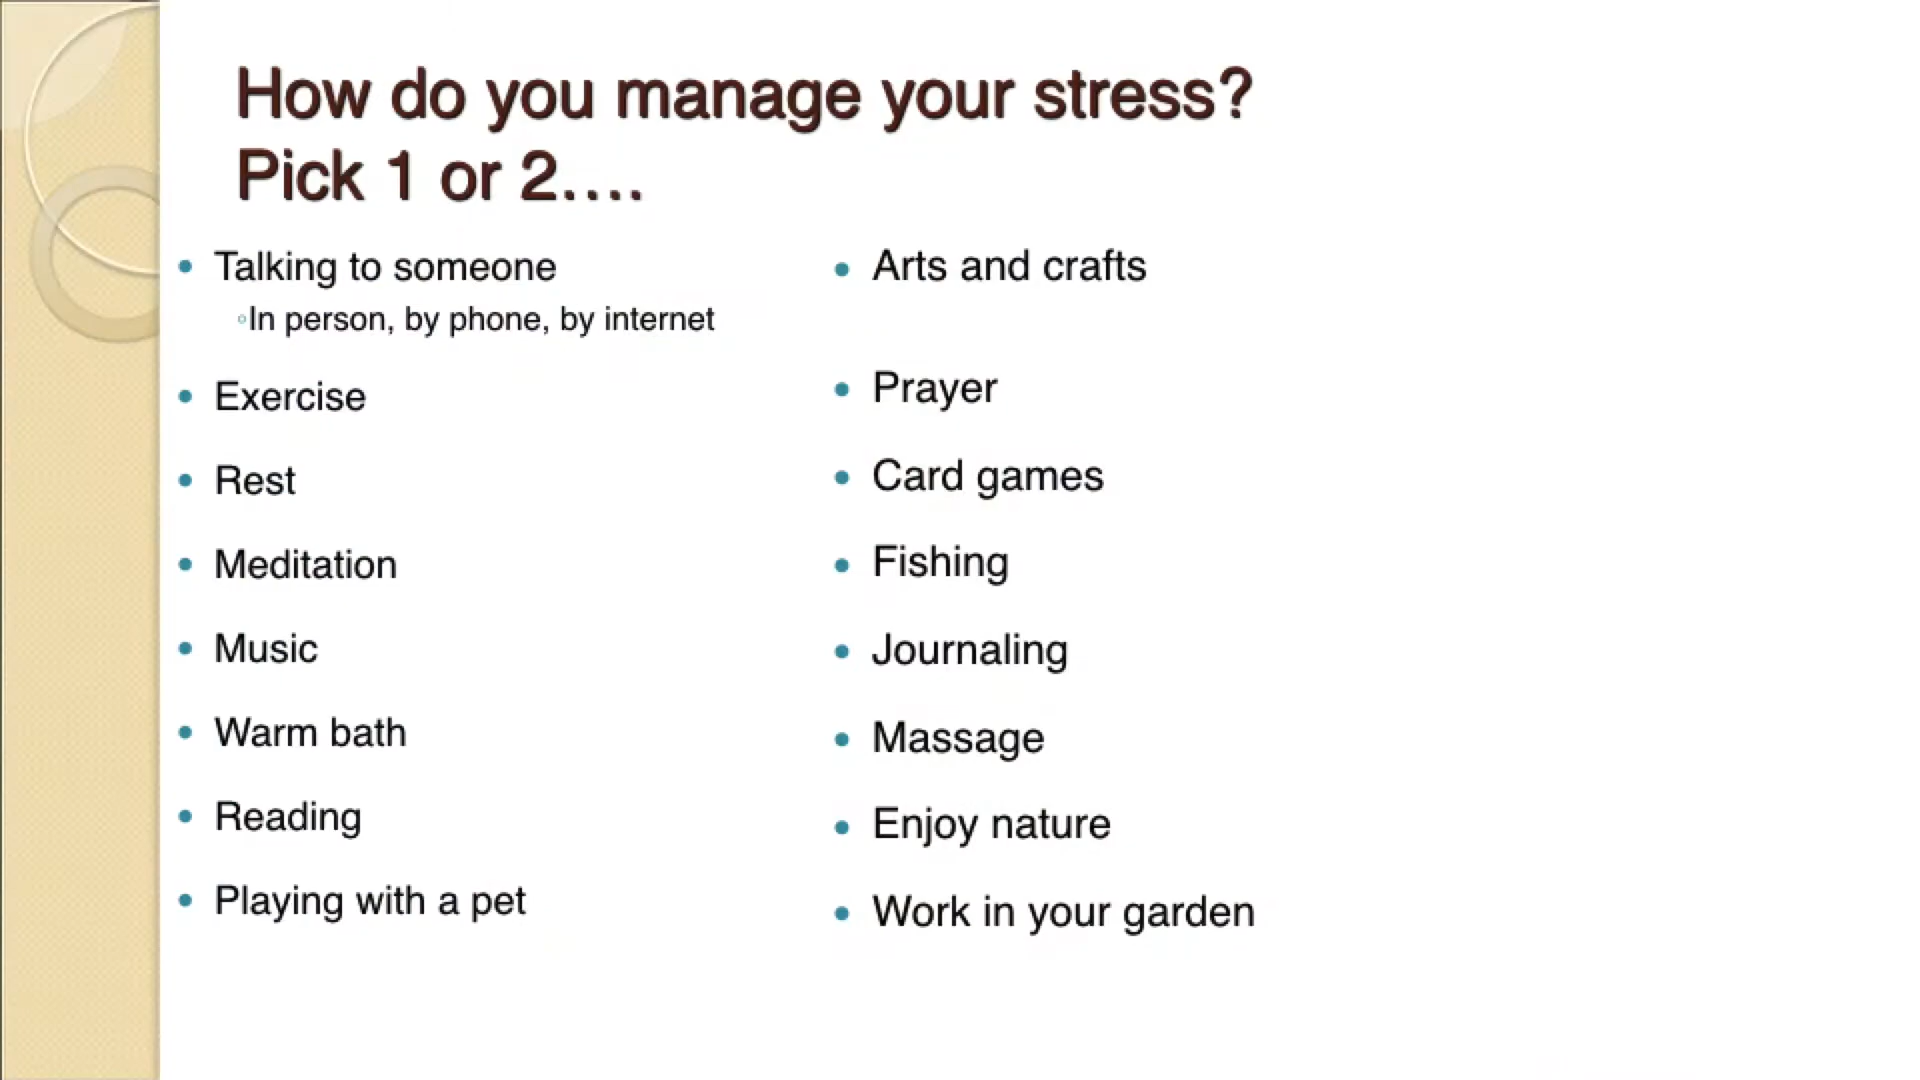 How do you manage your stress?
Pick 1 or 2….
• Talking to someone
◦In person, by phone, by internet
• Exercise
• Rest
• Meditation
• Music
• Warm bath
• Reading
• Playing with a pet
• Arts and crafts
• Prayer
• Card games
• Fishing
• Journaling
• Massage
• Enjoy nature
• Work in your garden